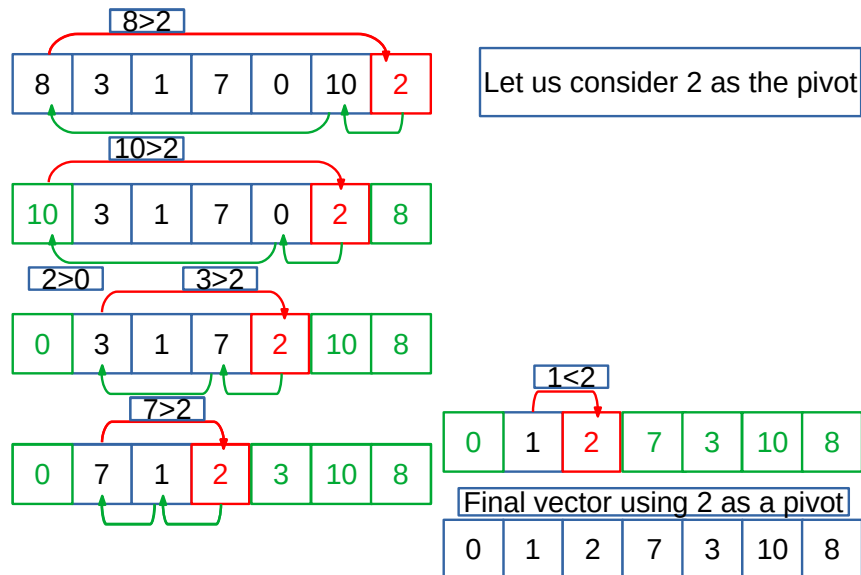 8>2
8 3 1 7 0 10 2
Let us consider 2 as the pivot
10>2
10 3 1 7 0 2 8
2>0 3>2
0 3 1 7 2 10 8
7>2
0 7 1 2 3 10 8
1<2
0 1 2 7 3 10 8
Final vector using 2 as a pivot
0 1 2 7 3 10 8